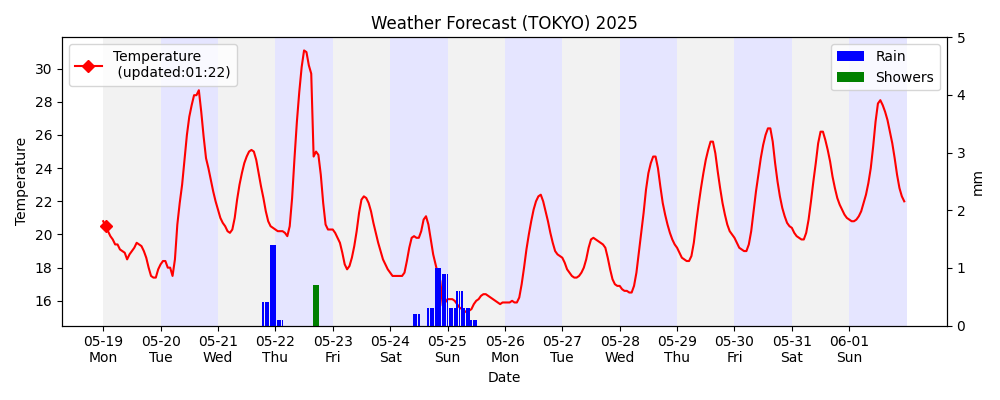 Weather Forecast (TOKYO) 2025
Temperature
(updated:01:22)
Rain
Showers
Temperature
30
28
26
24
22
20
18
16
5
4
3
2
1
0
mm
05-19 05-20 05-21 05-22 05-23 05-24 05-25 05-26 05-27 05-28 05-29 05-30 05-31 06-01
Mon Tue Wed Thu Fri Sat Sun Mon Tue Wed Thu Fri Sat Sun
Date